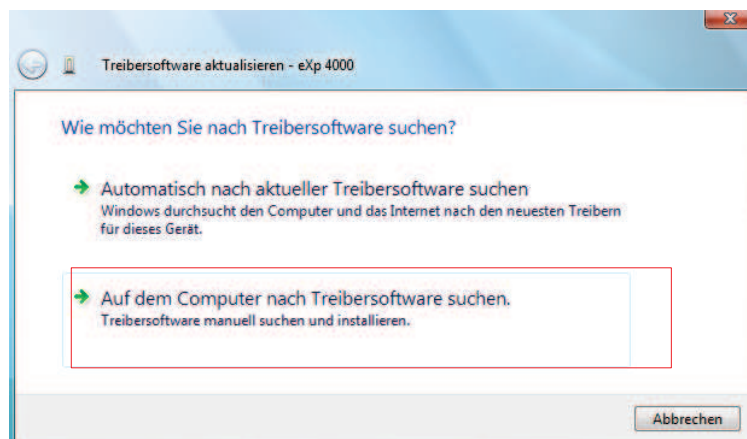 Treibersoftware aktualisieren - eXp 4000
Wie möchten Sie nach Treibersoftware suchen?
Automatisch nach aktueller Treibersoftware suchen
Windows durchsucht den Computer und das Internet nach den neuesten Treibern
für dieses Gerät.
Auf dem Computer nach Treibersoftware suchen.
Treibersoftware manuell suchen und installieren.
Abbrechen